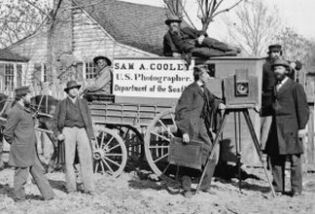 SAM A. COOLEY
U.S. Photographer.
Department of the South